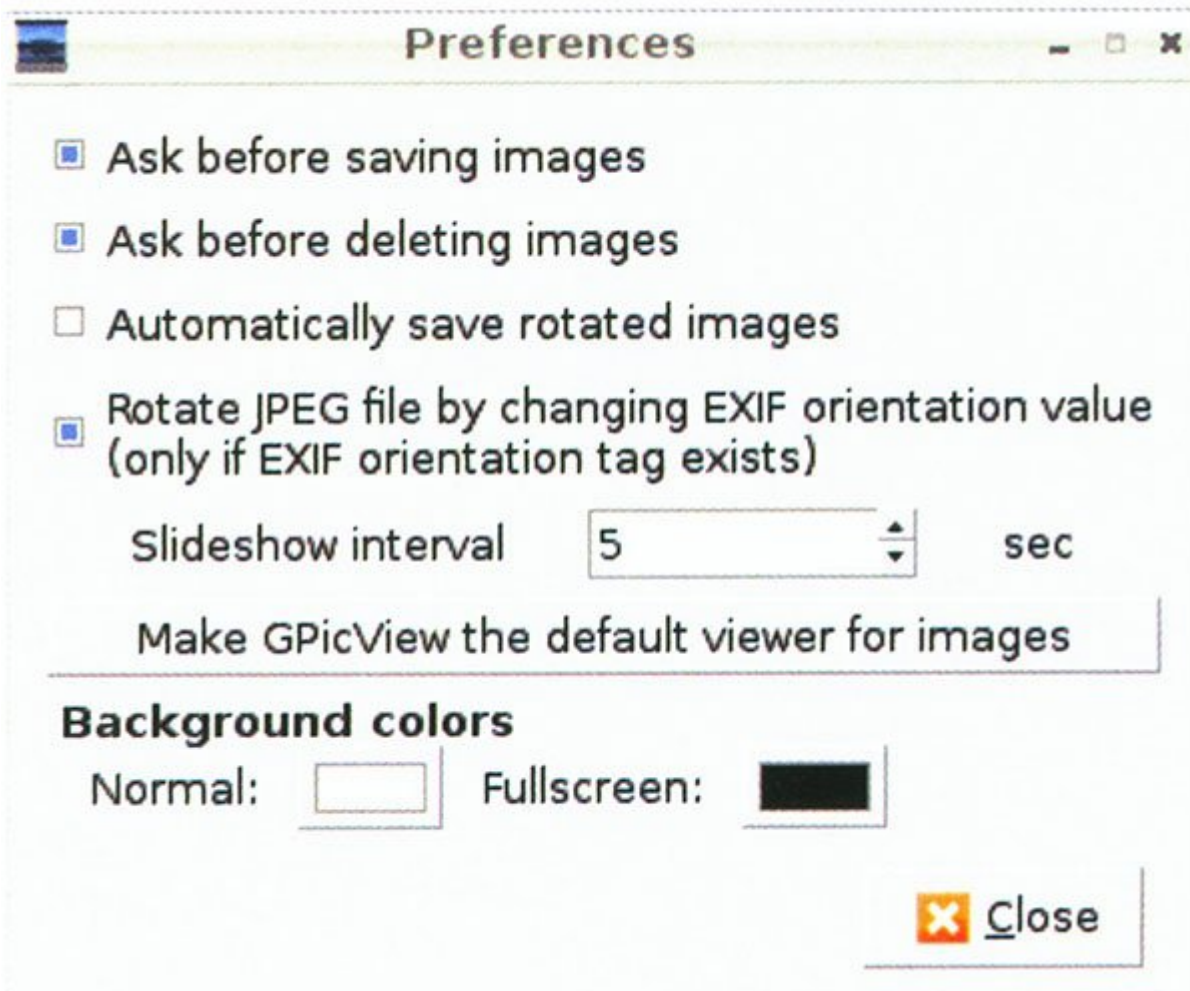 Preferences
Ask before saving images
Ask before deleting images
Automatically save rotated images
Rotate JPEG file by changing EXIF orientation value
(only if EXIF orientation tag exists)
Slideshow interval 5 sec
Make GPicView the default viewer for images
Background colors
Normal: Fullscreen:
Close